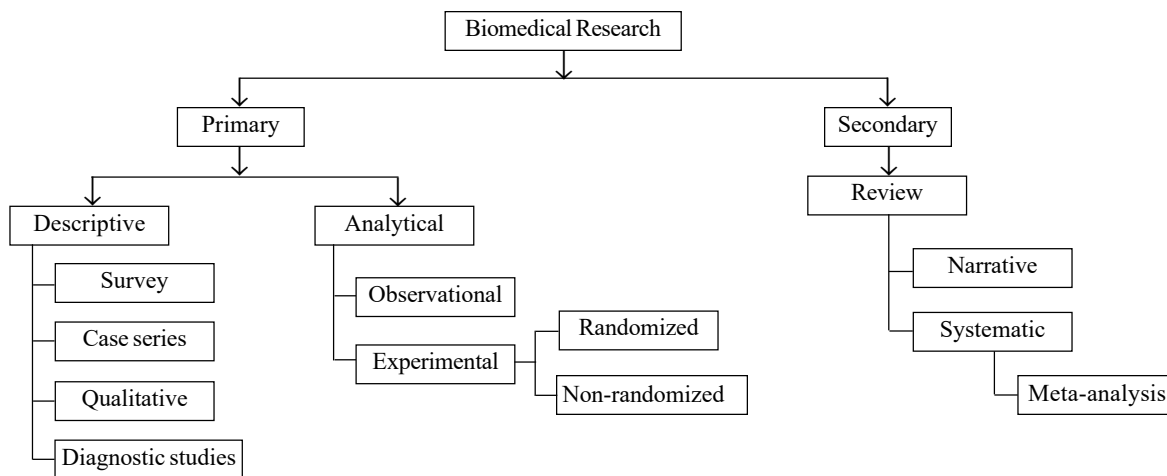 Biomedical Research
Primary
Secondary
Descriptive
Analytical
Review
Survey
Case series
Qualitative
Diagnostic studies
Observational
Experimental
Randomized
Non-randomized
Narrative
Systematic
Meta-analysis